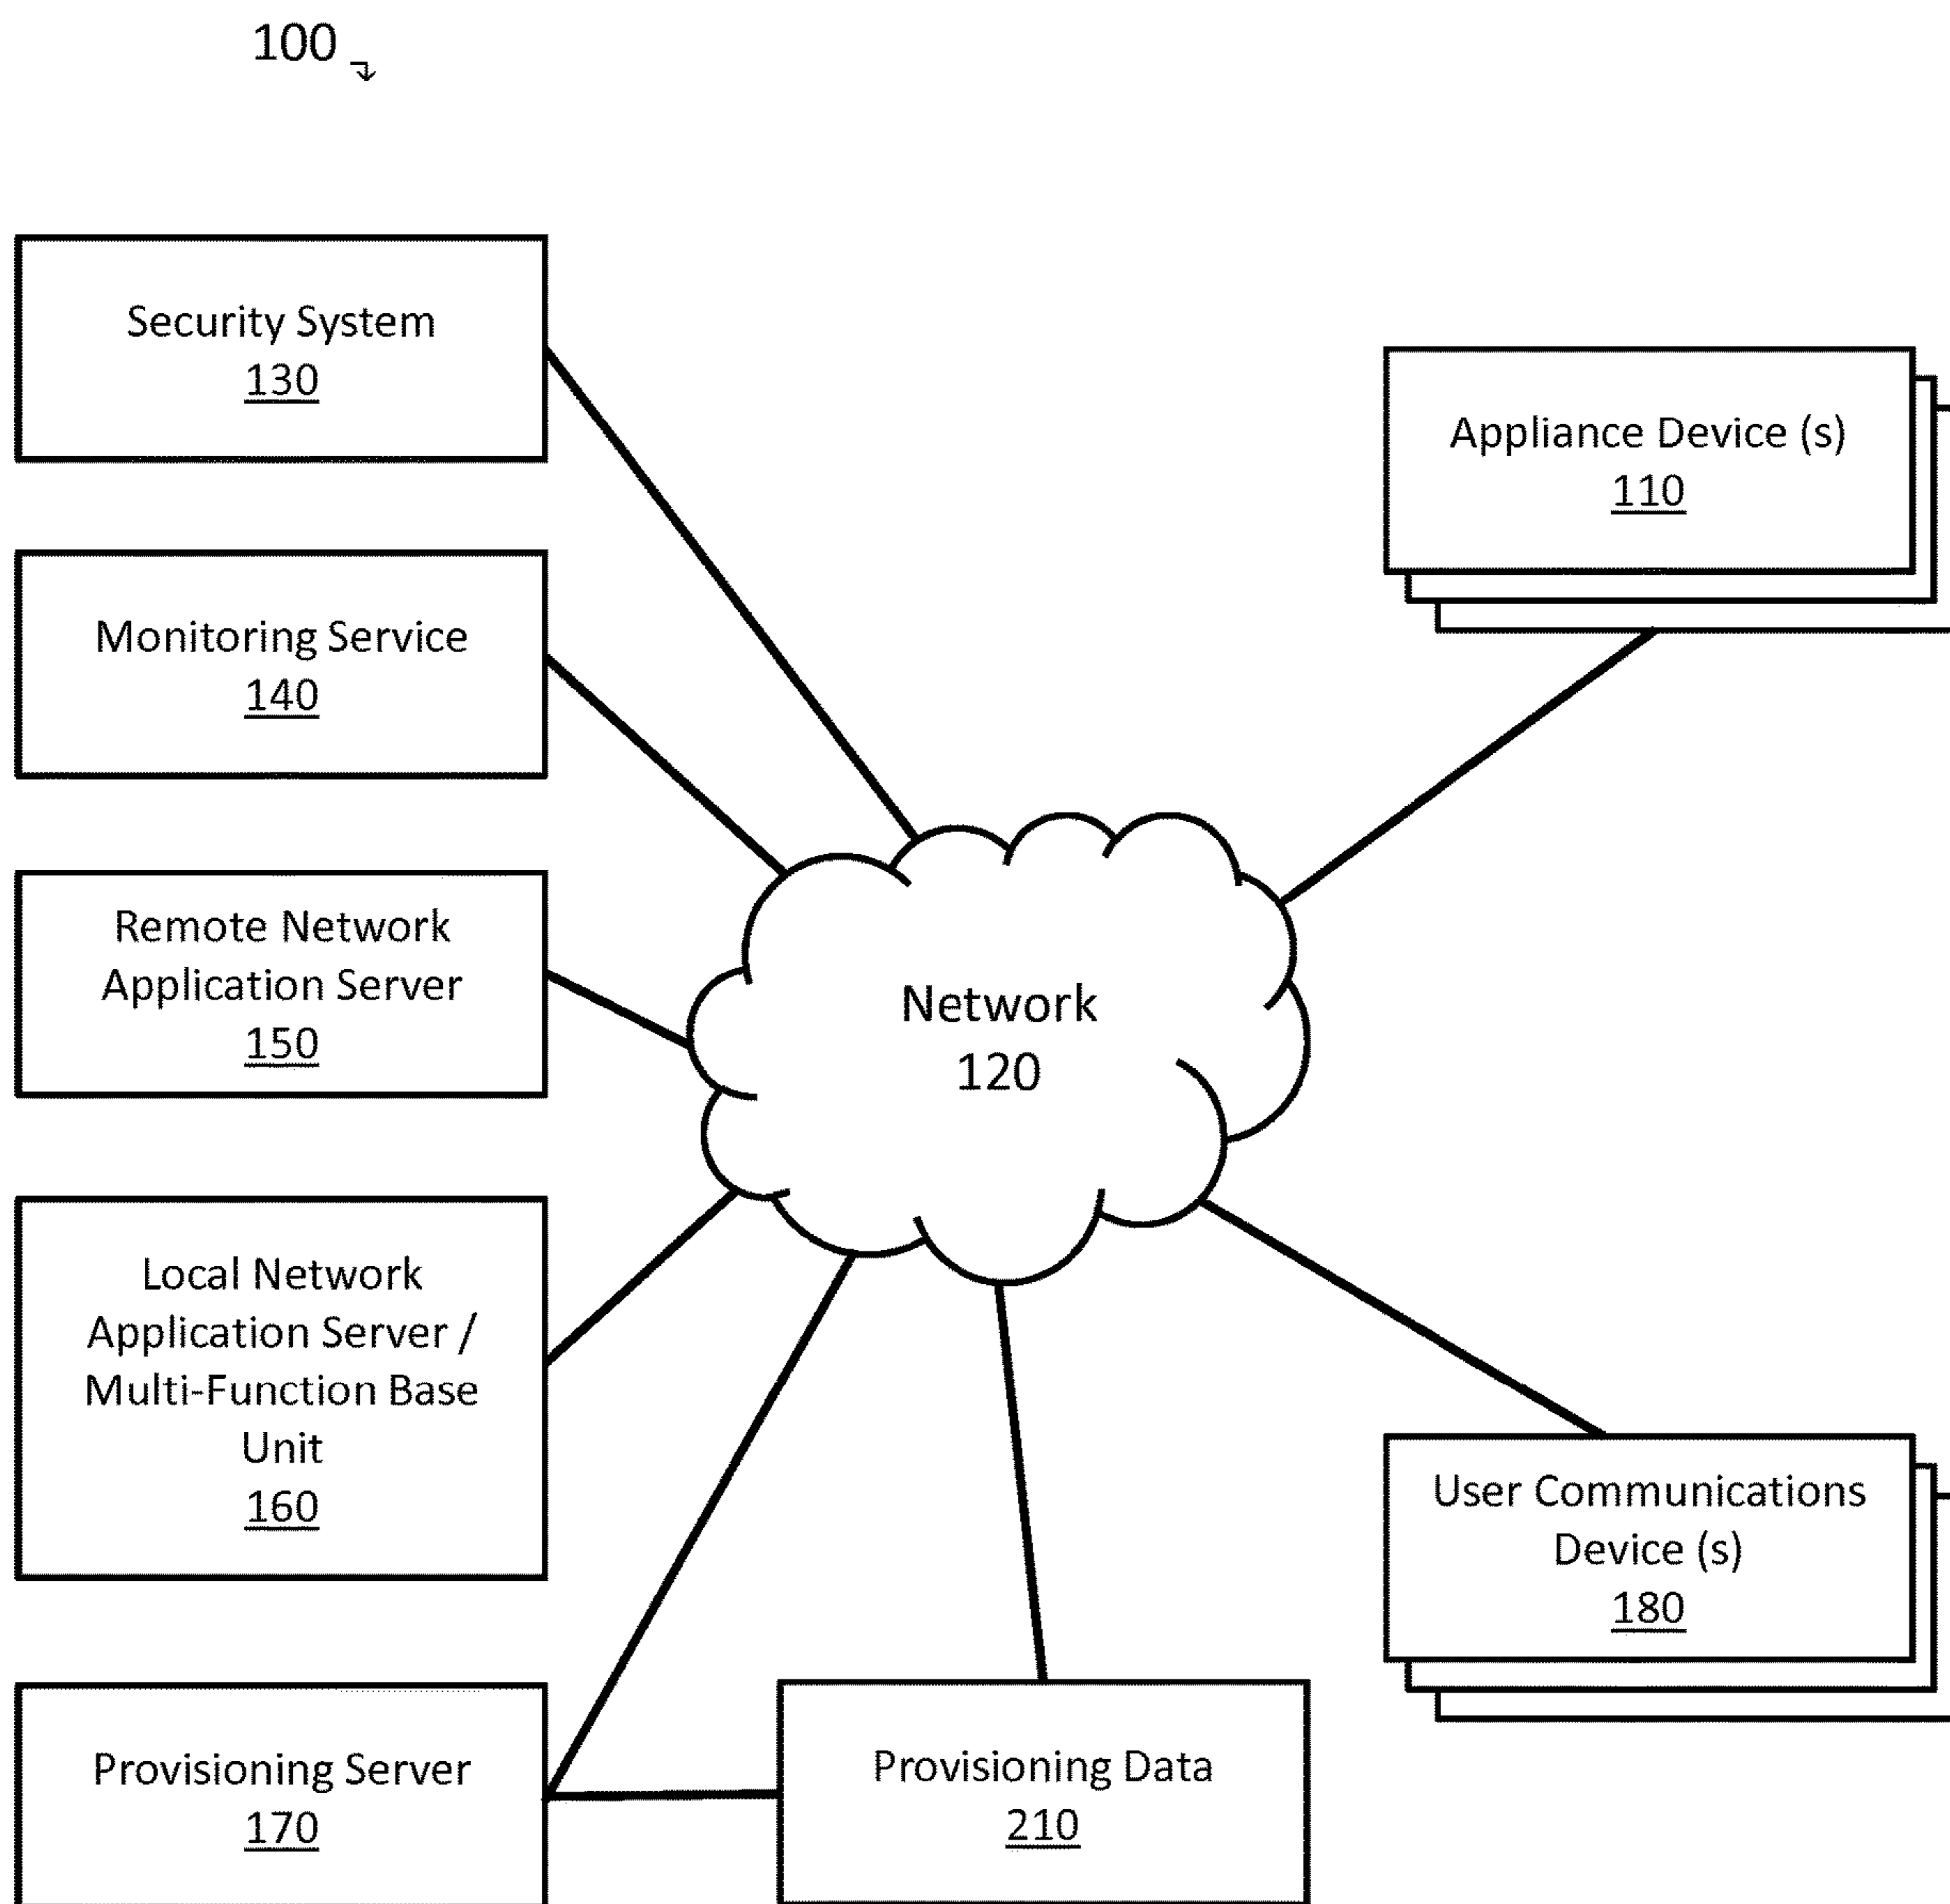 100
Security System
130
Appliance Device (s)
110
Monitoring Service
140
Remote Network
Application Server
150
Network
120
Local Network
Application Server /
Multi-Function Base
Unit
160
User Communications
Device (s)
180
Provisioning Server
170
Provisioning Data
210